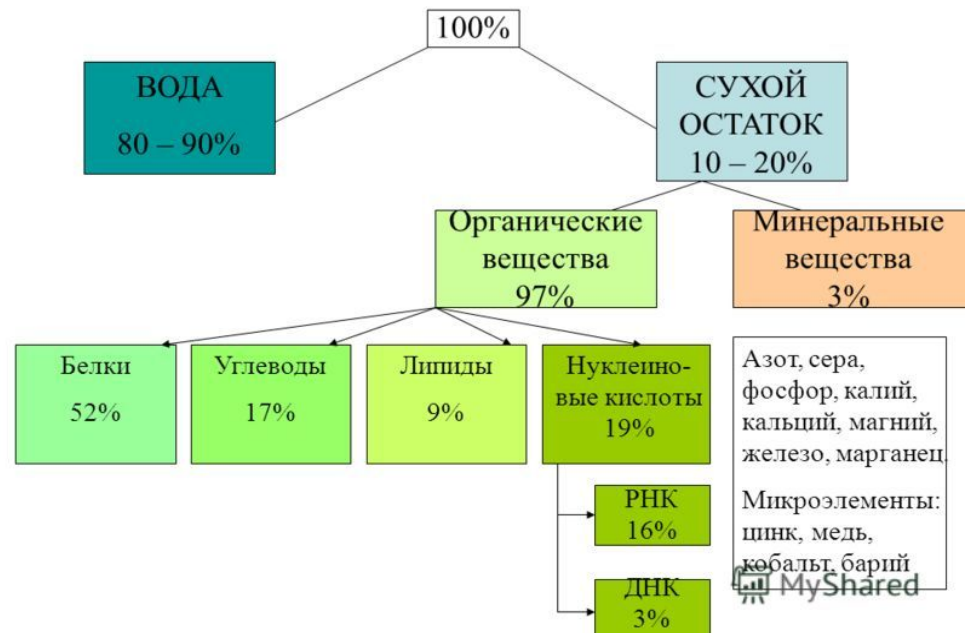 100%
ВОДА
80 – 90%
СУХОЙ
ОСТАТОК
10 – 20%
Органические
вещества
97%
Минеральные
вещества
3%
Белки
52%
Углеводы
17%
Липиды
9%
Нуклеино-
вые кислоты
19%
РНК
16%
ДНК
3%
Азот, сера,
фосфор, калий,
кальций, магний,
железо, марганец.
Микроэлементы:
цинк, медь,
кобальт, барий
MyShared